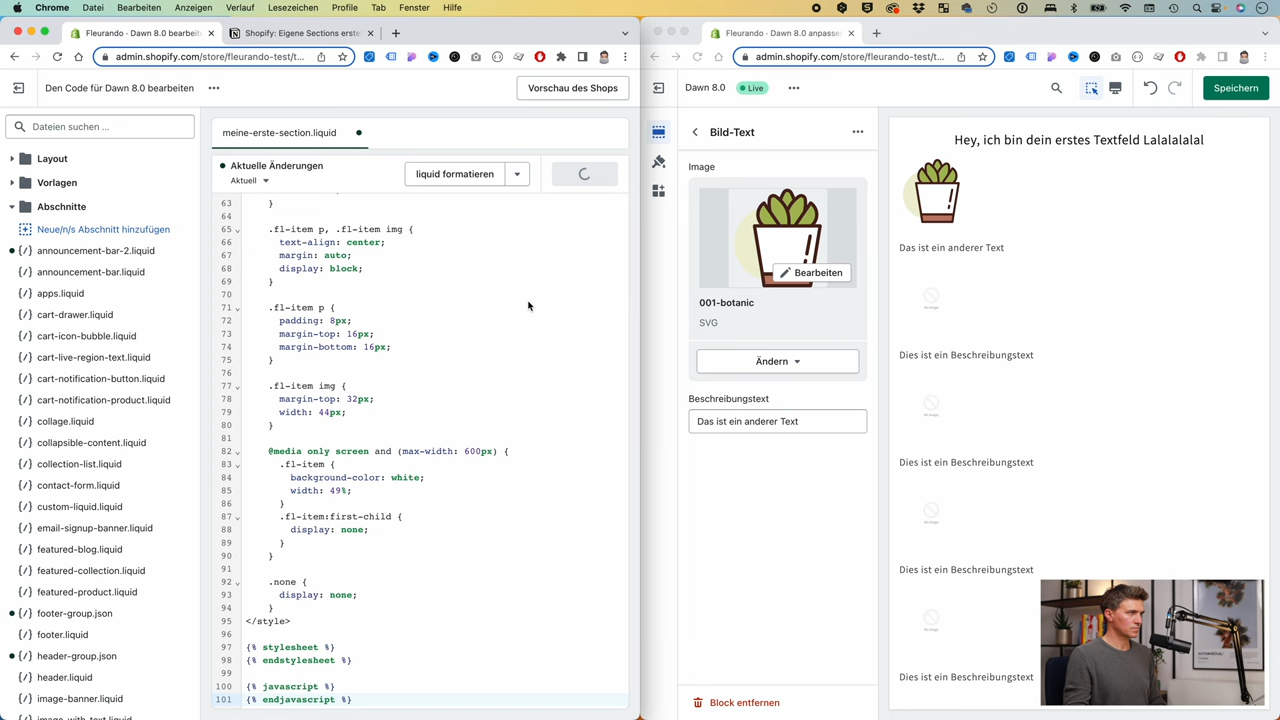 Chrome Datei Bearbeiten Anzeigen Verlauf Lesezeichen Profile Tab Fenster Hilfe
Fleurando - Dawn 8.0 bearbei
Shopify: Eigene Sections erste
admin.shopify.com/store/fleurando-test/t...
Den Code für Dawn 8.0 bearbeiten
Vorschau des Shops
Dateien suchen ...
Layout
Vorlagen
Abschnitte
Neue/n/s Abschnitt hinzufügen
{/} announcement-bar-2.liquid
{/} announcement-bar.liquid
{/} apps.liquid
{/} cart-drawer.liquid
{/} cart-icon-bubble.liquid
{/} cart-live-region-text.liquid
{/} cart-notification-button.liquid
{/} cart-notification-product.liquid
{/} collage.liquid
{/} collapsible-content.liquid
{/} collection-list.liquid
{/} contact-form.liquid
{/} custom-liquid.liquid
{/} email-signup-banner.liquid
{/} featured-blog.liquid
{/} featured-collection.liquid
{/} featured-product.liquid
{/} footer-group.json
{/} footer.liquid
{/} header-group.json
{/} header.liquid
{/} image-banner.liquid
{/} image-with-text.liquid
meine-erste-section.liquid
Aktuelle Änderungen
Aktuell
liquid formatieren
63 }
64
65 .fl-item p, .fl-item img {
66 text-align: center;
67 margin: auto;
68 display: block;
69 }
70
71 .fl-item p {
72 padding: 8px;
73 margin-top: 16px;
74 margin-bottom: 16px;
75 }
76
77 .fl-item img {
78 margin-top: 32px;
79 width: 44px;
80 }
81
82 @media only screen and (max-width: 600px) {
83 .fl-item {
84 background-color: white;
85 width: 49%;
86 }
87 .fl-item:first-child {
88 display: none;
89 }
90 }
91
92 .none {
93 display: none;
94 }
95 </style>
96
97 {% stylesheet %}
98 {% endstylesheet %}
99
100 {% javascript %}
101 {% endjavascript %}
Fleurando - Dawn 8.0 anpasse
admin.shopify.com/store/fleurando-test/t...
Dawn 8.0 Live
Speichern
Bild-Text
Image
Bearbeiten
001-botanic
SVG
Ändern
Beschreibungstext
Das ist ein anderer Text
Block entfernen
Hey, ich bin dein erstes Textfeld Lalalalalal
Das ist ein anderer Text
Dies ist ein Beschreibungstext
Dies ist ein Beschreibungstext
Dies ist ein Beschreibungstext
Dies ist ein Beschreibungstext